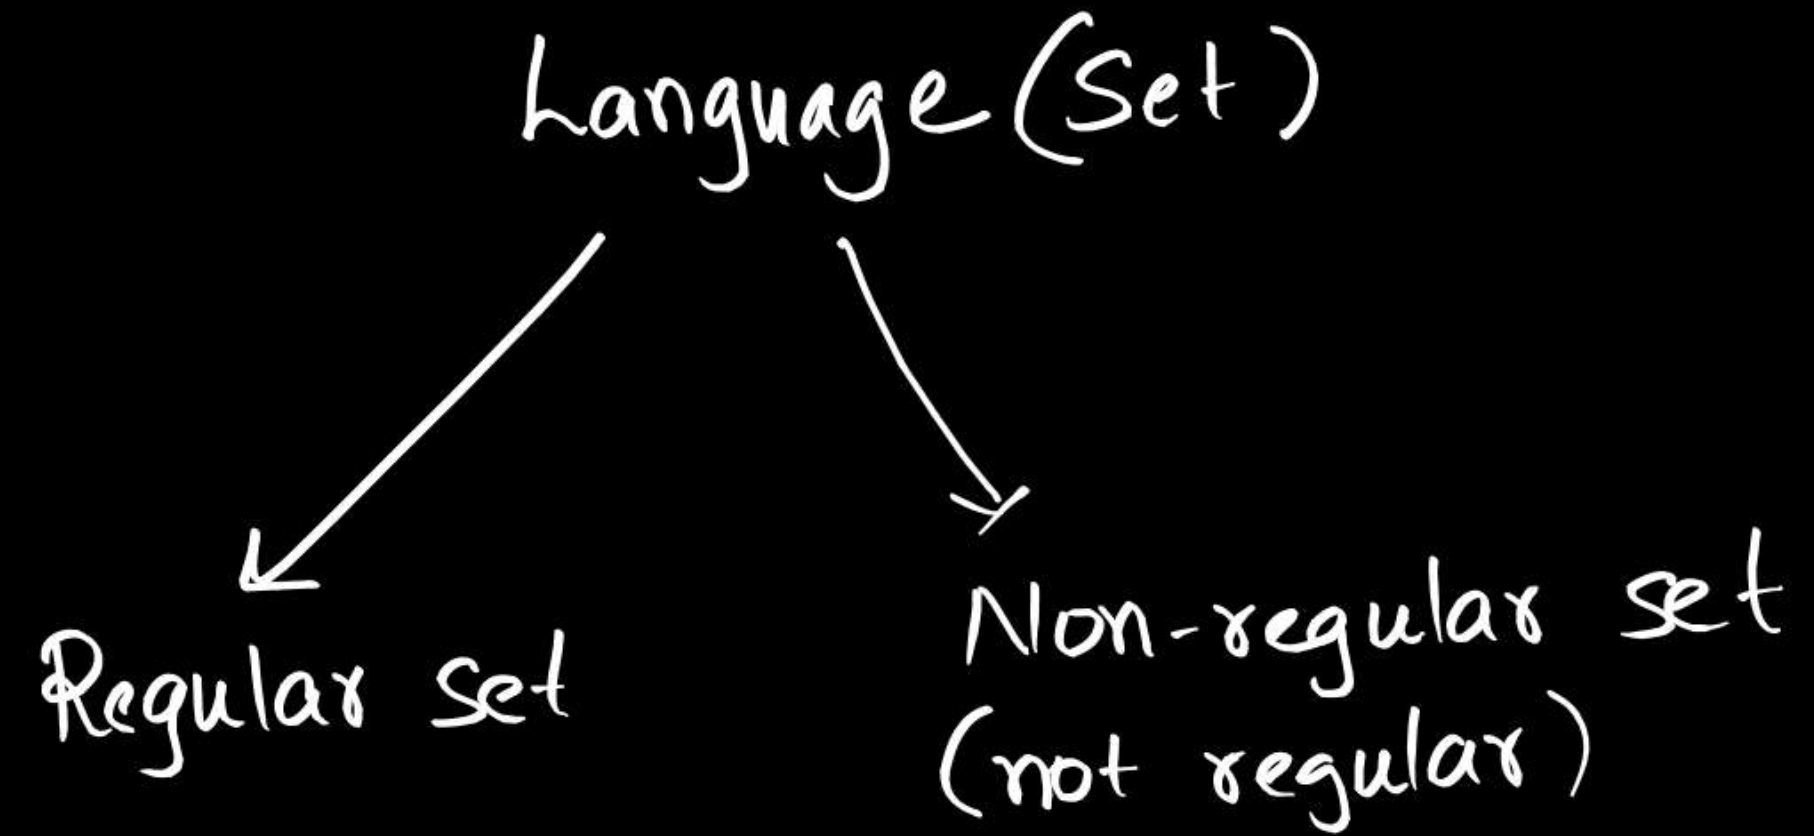 Language (Set)
Regular set
Non-regular set
(not regular)